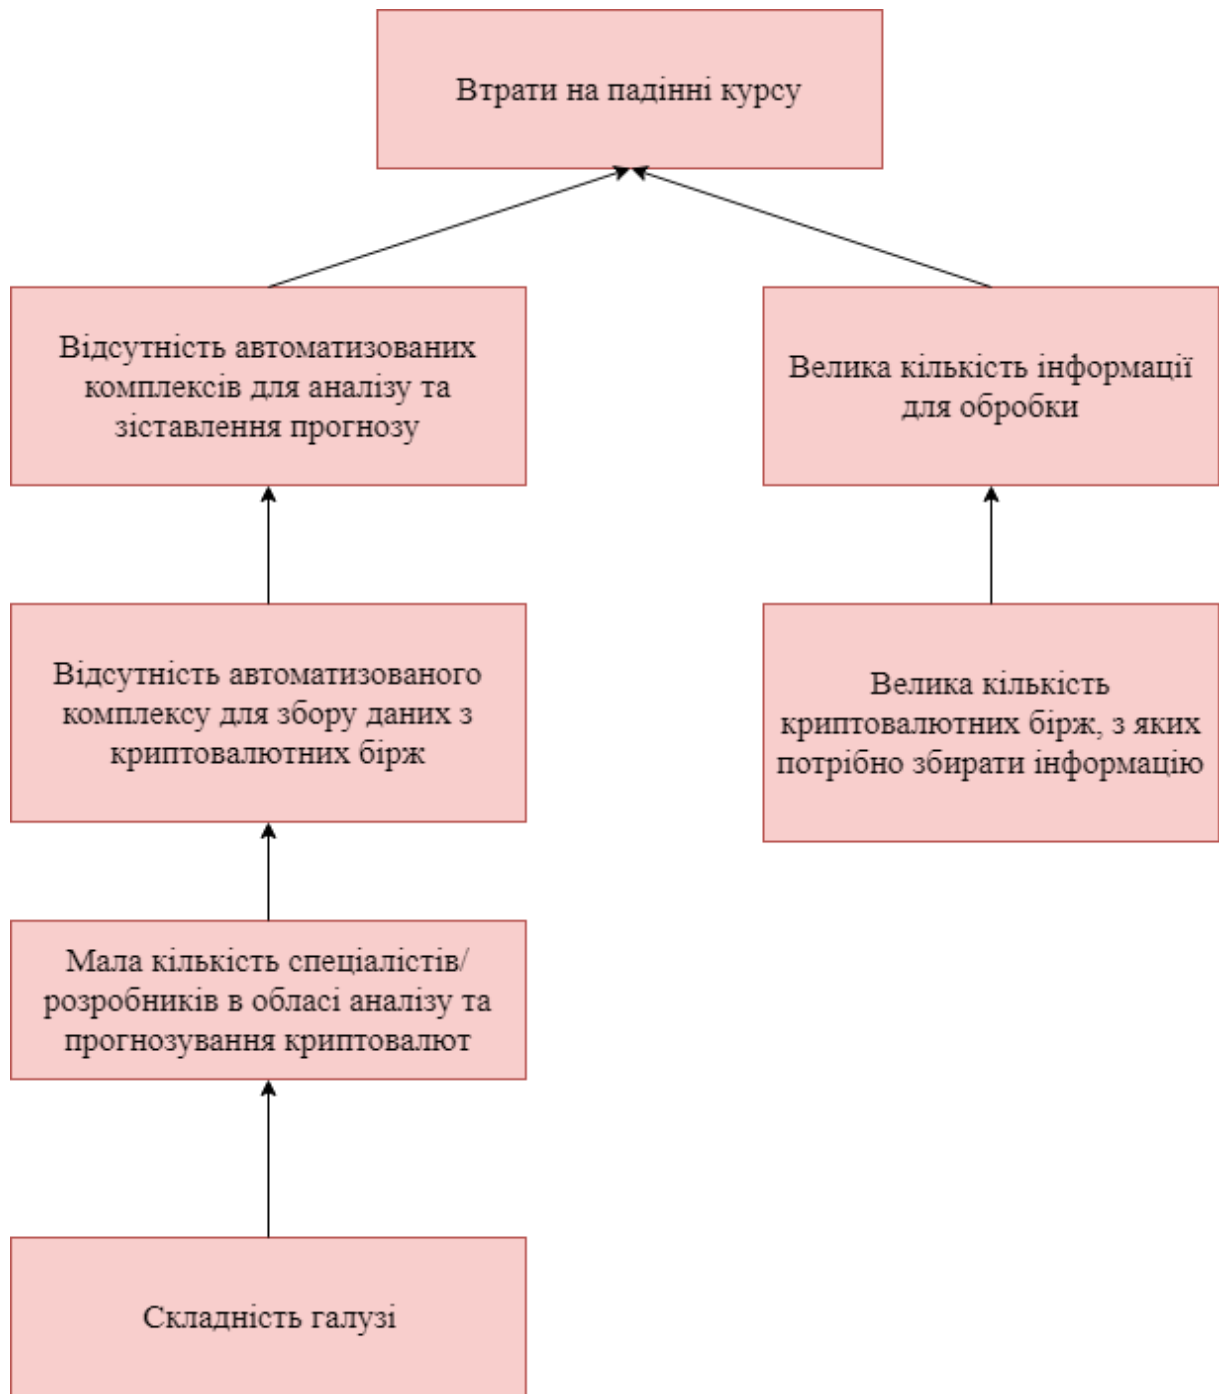 Втрати на падінні курсу
Відсутність автоматизованих
комплексів для аналізу та
зіставлення прогнозу
Велика кількість інформації
для обробки
Відсутність автоматизованого
комплексу для збору даних з
криптовалютних бірж
Велика кількість
криптовалютних бірж, з яких
потрібно збирати інформацію
Мала кількість спеціалістів/
розробників в обласі аналізу та
прогнозування криптовалют
Складність галузі